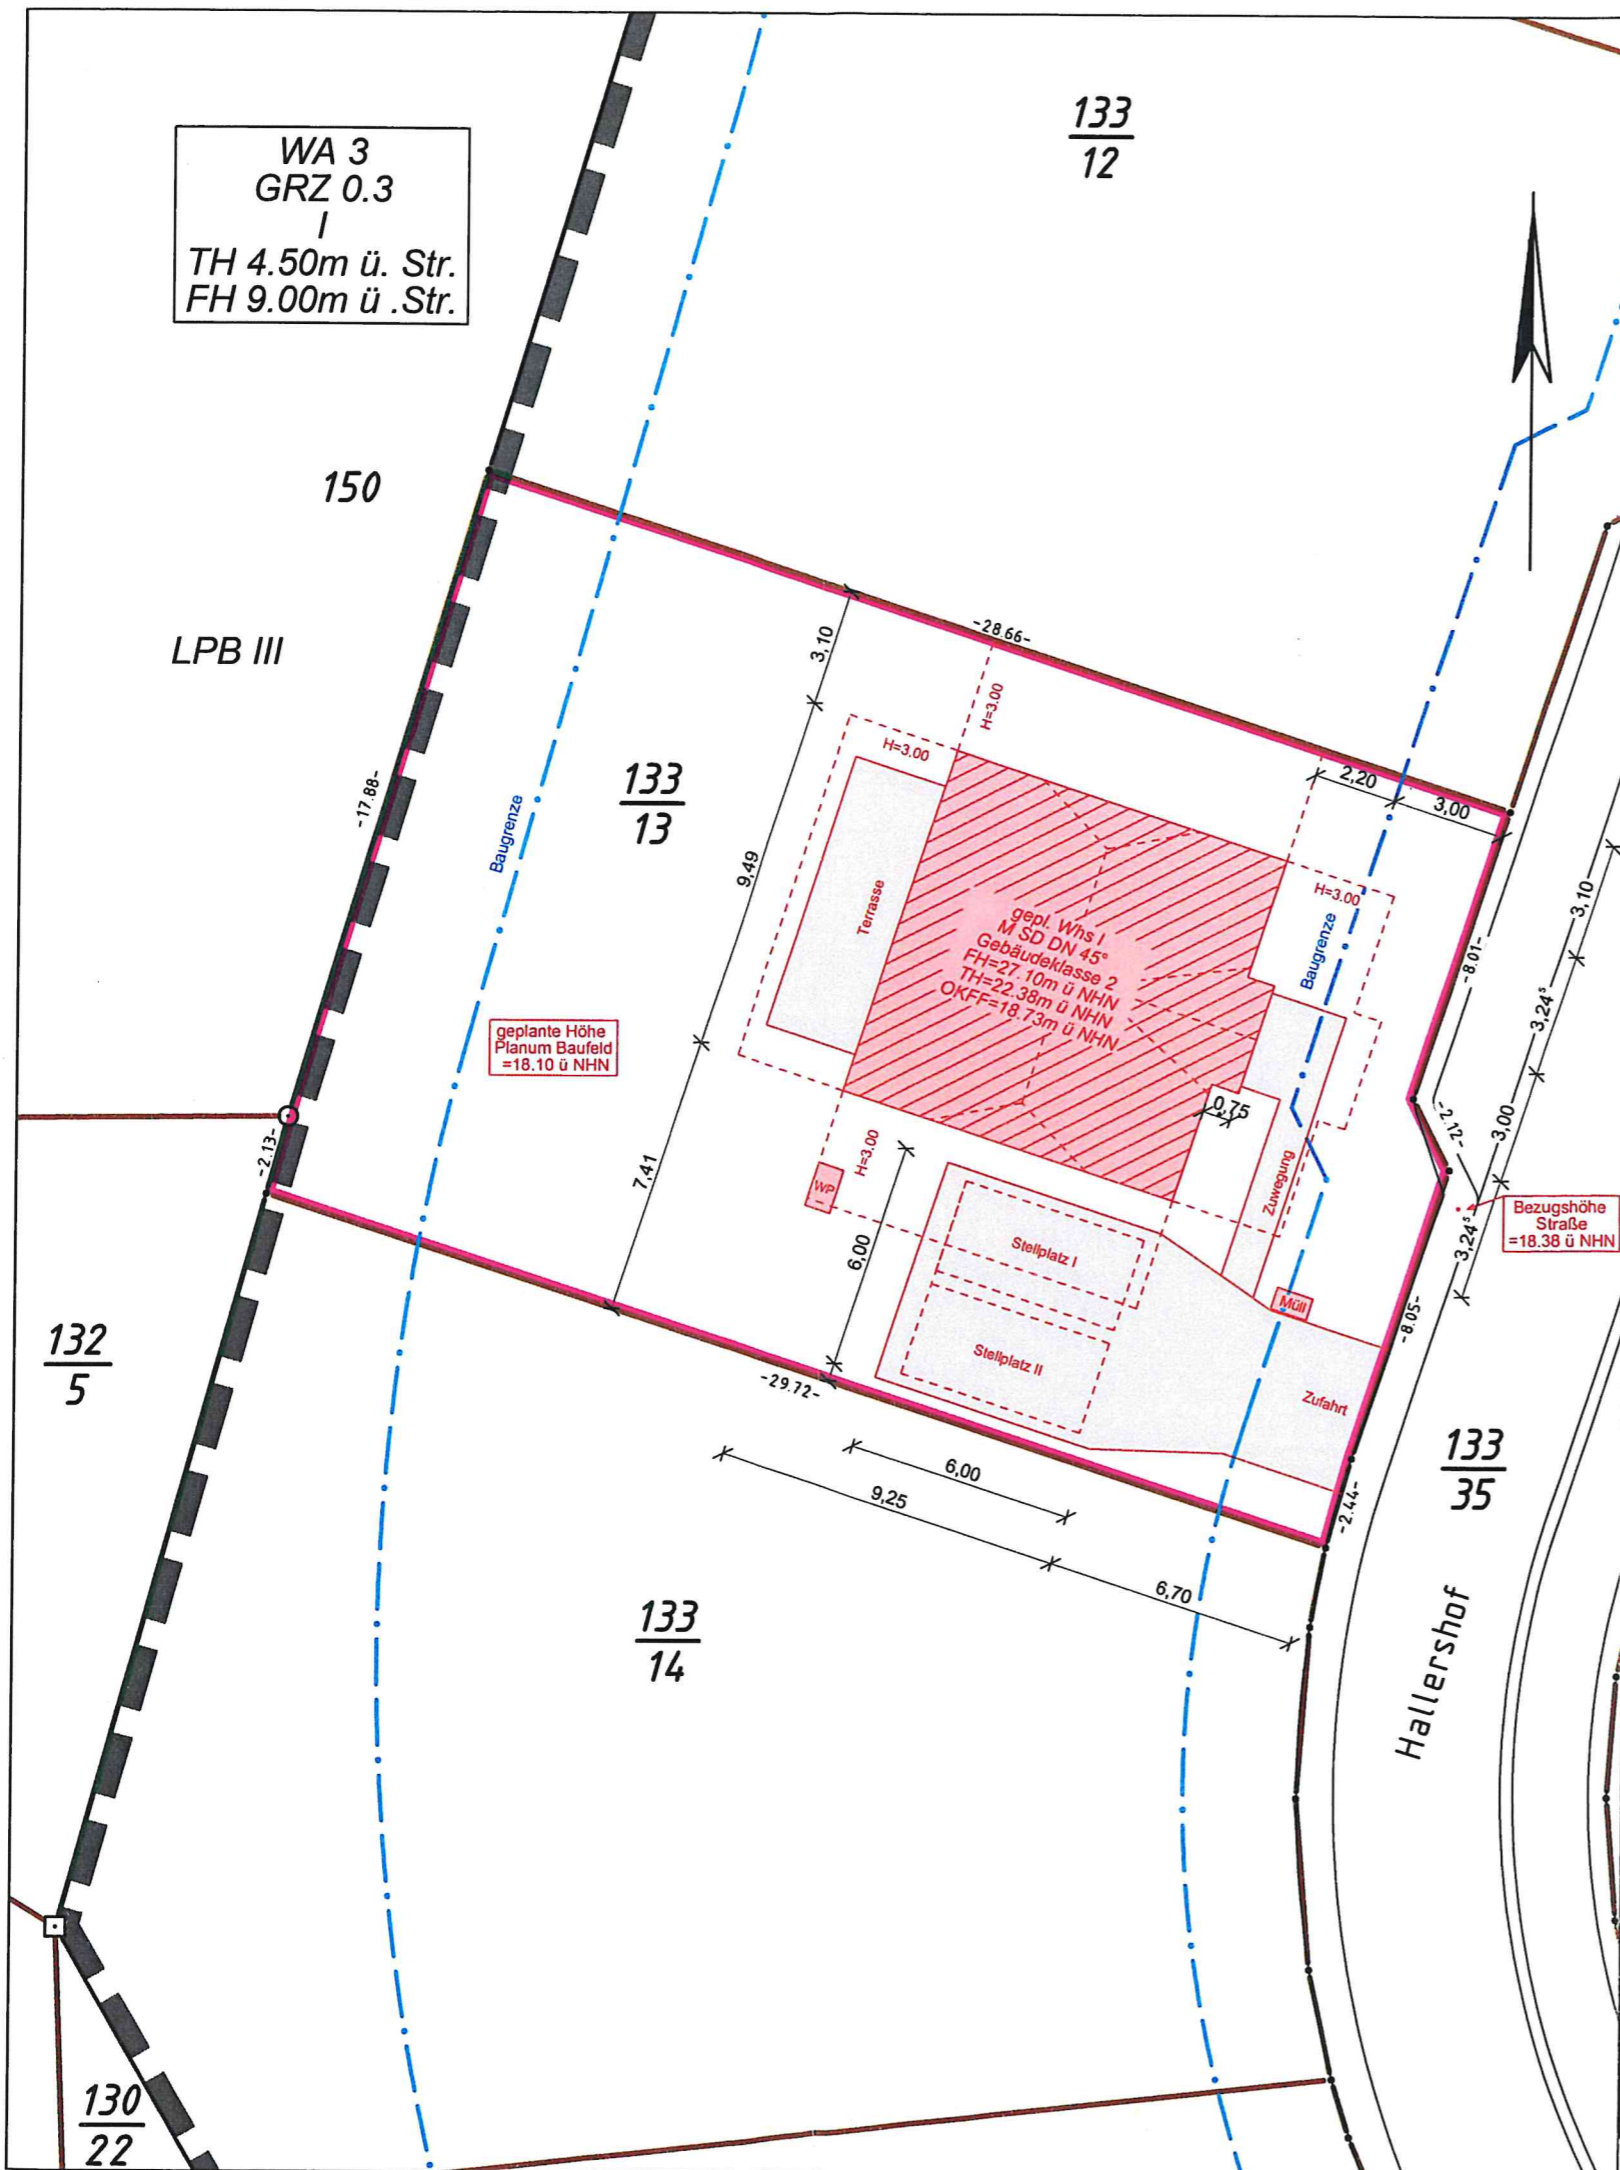 WA 3
GRZ 0.3
I
TH 4.50m ü. Str.
FH 9.00m ü .Str.
133
12
150
LPB III
-28.66-
3,10
H=3.00
H=3.00
133
13
-17.88-
Baugrenze
9,49
Terrasse
2,20
3,00
H=3.00
Baugrenze
3,10
-8.01-
3,24⁵
gepl. Whs I
M SD DN 45°
Gebäudeklasse 2
FH=27.10m ü NHN
TH=22.38m ü NHN
OKFF=18.73m ü NHN
geplante Höhe
Planum Baufeld
=18.10 ü NHN
0,75
-2.12-
3,00
-2.13-
7,41
H=3.00
WP
Zuwegung
Bezugshöhe
Straße
=18.38 ü NHN
3,24⁵
6,00
Stellplatz I
Müll
-8.05-
132
5
Stellplatz II
-29.72-
Zufahrt
133
35
6,00
9,25
-2.44-
6,70
133
14
Hallershof
130
22